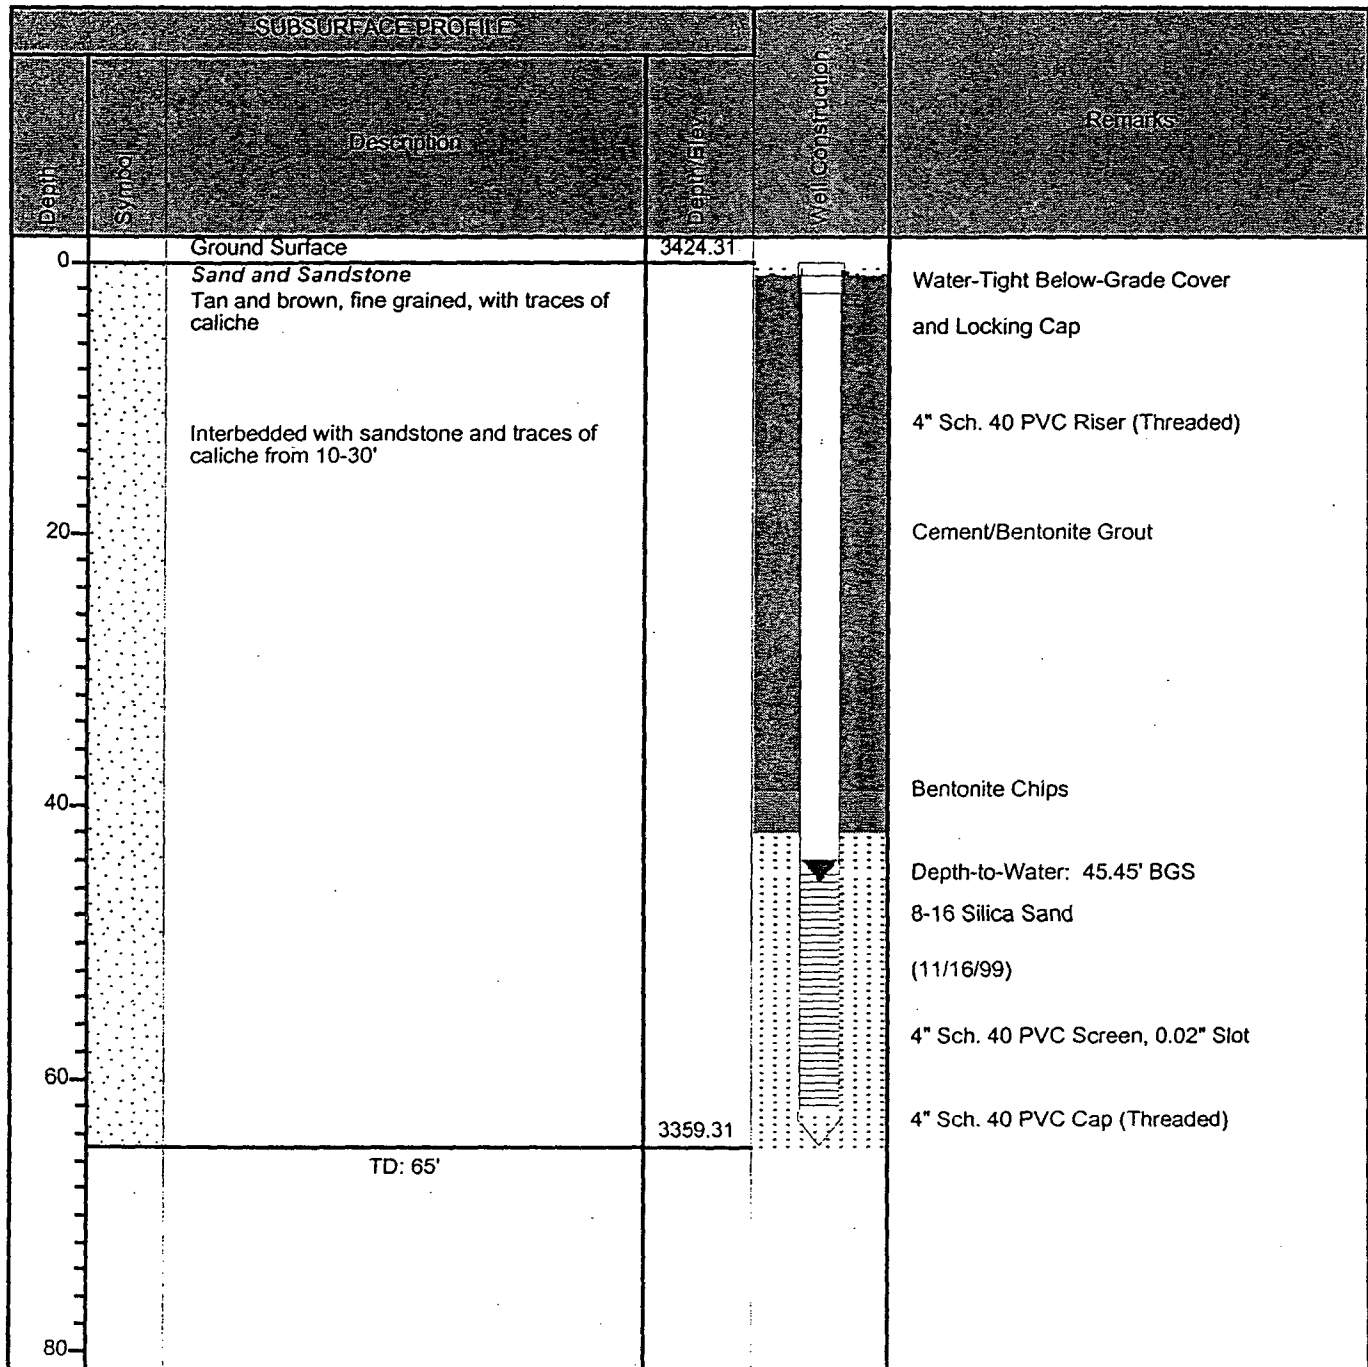 SUBSURFACE PROFILE
Depth
Symbol
Description
Depth/Elev.
Well Construction
Remarks
Ground Surface
3424.31
0
Sand and Sandstone
Tan and brown, fine grained, with traces of
caliche
Water-Tight Below-Grade Cover
and Locking Cap
Interbedded with sandstone and traces of
caliche from 10-30'
4" Sch. 40 PVC Riser (Threaded)
20
Cement/Bentonite Grout
40
Bentonite Chips
Depth-to-Water: 45.45' BGS
8-16 Silica Sand
(11/16/99)
4" Sch. 40 PVC Screen, 0.02" Slot
60
3359.31
4" Sch. 40 PVC Cap (Threaded)
TD: 65'
80